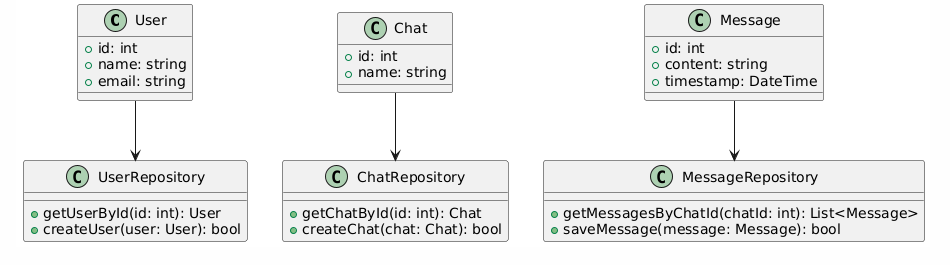 C User
id: int
name: string
email: string
C Chat
id: int
name: string
C Message
id: int
content: string
timestamp: DateTime
C UserRepository
getUserById(id: int): User
createUser(user: User): bool
C ChatRepository
getChatById(id: int): Chat
createChat(chat: Chat): bool
C MessageRepository
getMessagesByChatId(chatId: int): List<Message>
saveMessage(message: Message): bool